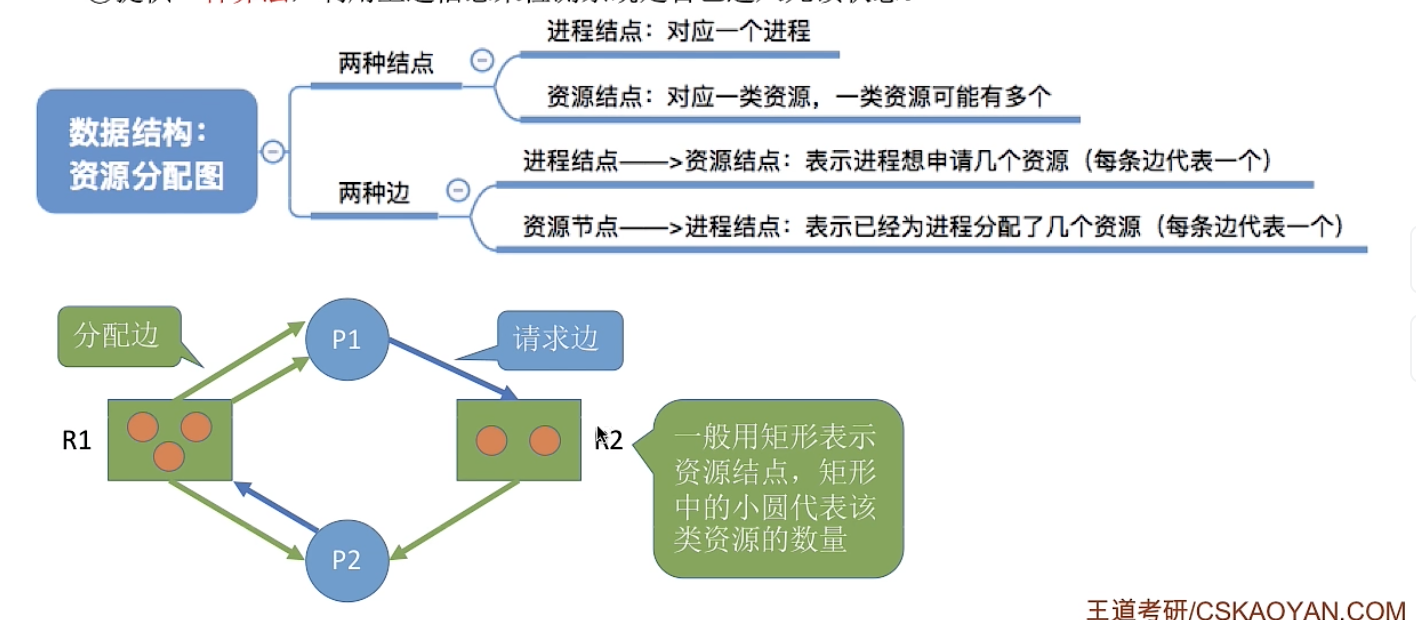 两种结点
进程结点：对应一个进程
资源结点：对应一类资源，一类资源可能有多个
数据结构：
资源分配图
两种边
进程结点——>资源结点：表示进程想申请几个资源（每条边代表一个）
资源节点——>进程结点：表示已经为进程分配了几个资源（每条边代表一个）
分配边
P1
请求边
R1
R2
一般用矩形表示
资源结点，矩形
中的小圆代表该
类资源的数量
P2
王道考研/CSKAOYAN.COM